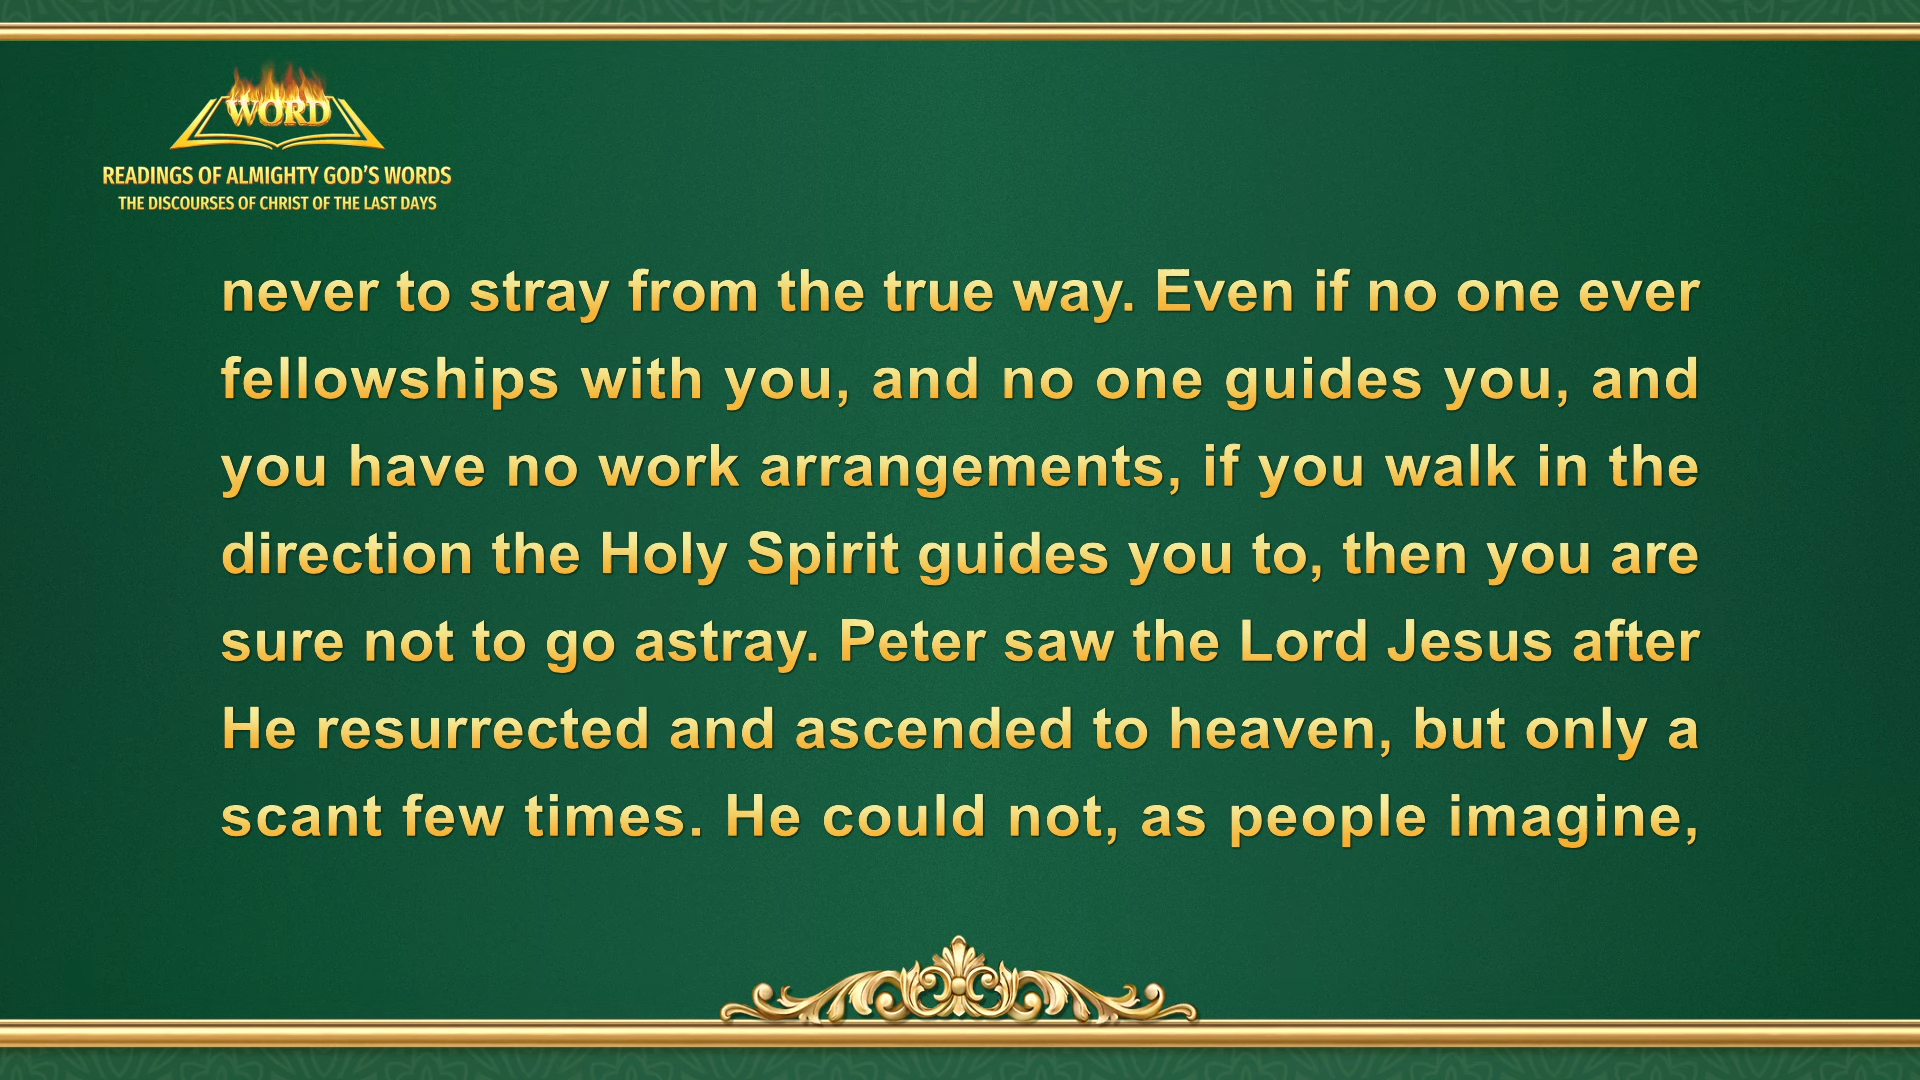 WORD
READINGS OF ALMIGHTY GOD'S WORDS
THE DISCOURSES OF CHRIST OF THE LAST DAYS
never to stray from the true way. Even if no one ever
fellowships with you, and no one guides you, and
you have no work arrangements, if you walk in the
direction the Holy Spirit guides you to, then you are
sure not to go astray. Peter saw the Lord Jesus after
He resurrected and ascended to heaven, but only a
scant few times. He could not, as people imagine,